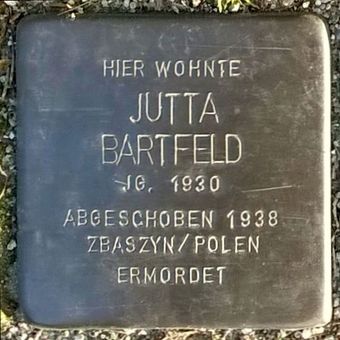 HIER WOHNTE
JUTTA
BARTFELD
JG. 1930
ABGESCHOBEN 1938
ZBASZYN/POLEN
ERMORDET